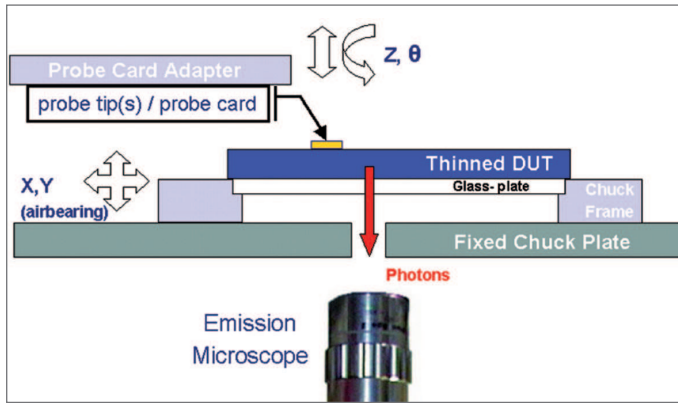 Probe Card Adapter
Z, θ
probe tip(s) / probe card
Thinned DUT
X,Y
(airbearing)
Glass- plate
Chuck
Frame
Fixed Chuck Plate
Photons
Emission
Microscope